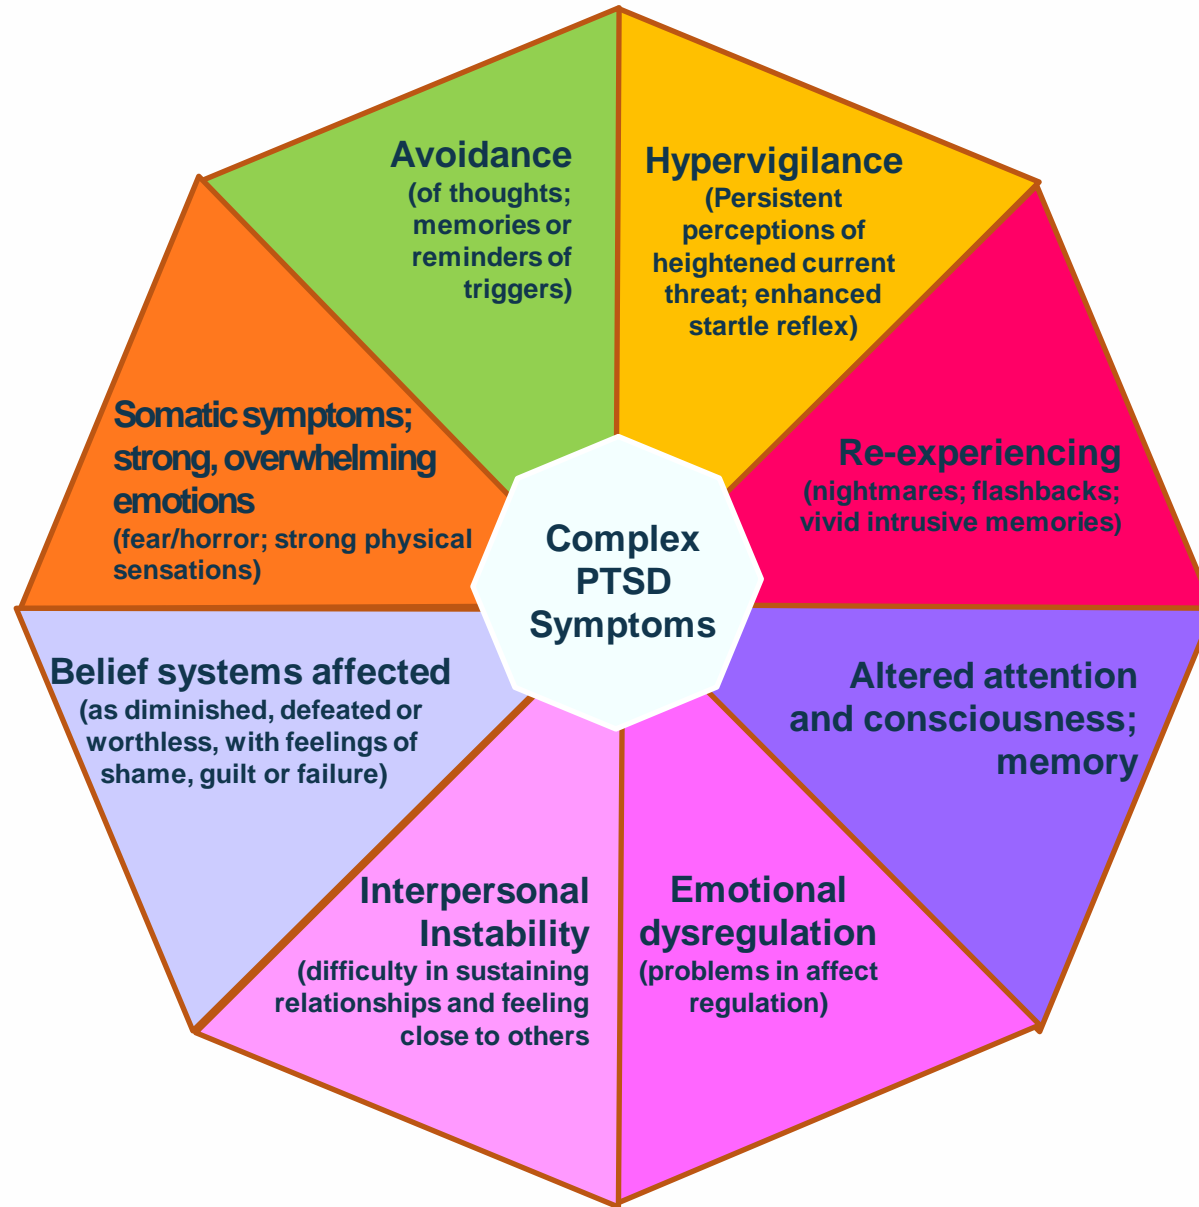 Avoidance
(of thoughts;
memories or
reminders of
triggers)
Hypervigilance
(Persistent
perceptions of
heightened current
threat; enhanced
startle reflex)
Somatic symptoms;
strong, overwhelming
emotions
(fear/horror; strong physical
sensations)
Re-experiencing
(nightmares; flashbacks;
vivid intrusive memories)
Complex
PTSD
Symptoms
Belief systems affected
(as diminished, defeated or
worthless, with feelings of
shame, guilt or failure)
Altered attention
and consciousness;
memory
Interpersonal
Instability
(difficulty in sustaining
relationships and feeling
close to others
Emotional
dysregulation
(problems in affect
regulation)